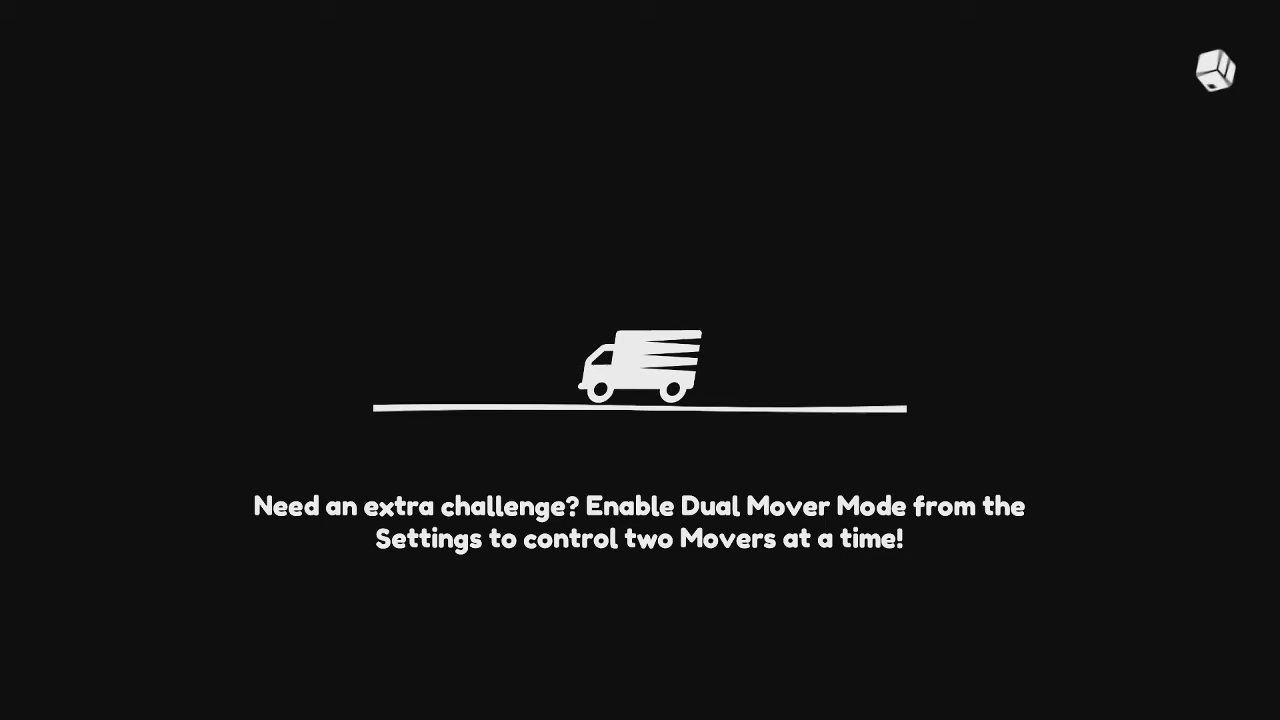 Need an extra challenge? Enable Dual Mover Mode from the
Settings to control two Movers at a time!